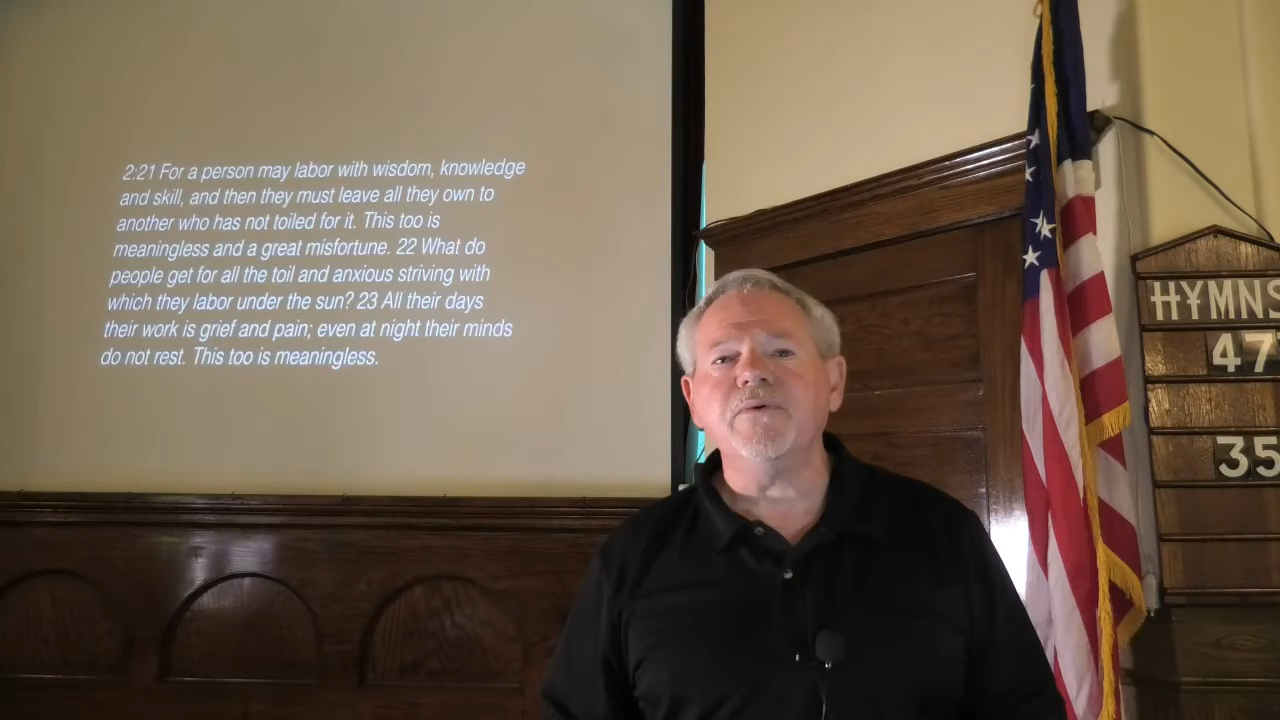 2:21 For a person may labor with wisdom, knowledge
and skill, and then they must leave all they own to
another who has not toiled for it. This too is
meaningless and a great misfortune. 22 What do
people get for all the toil and anxious striving with
which they labor under the sun? 23 All their days
their work is grief and pain; even at night their minds
do not rest. This too is meaningless.
HYMNS
47
35